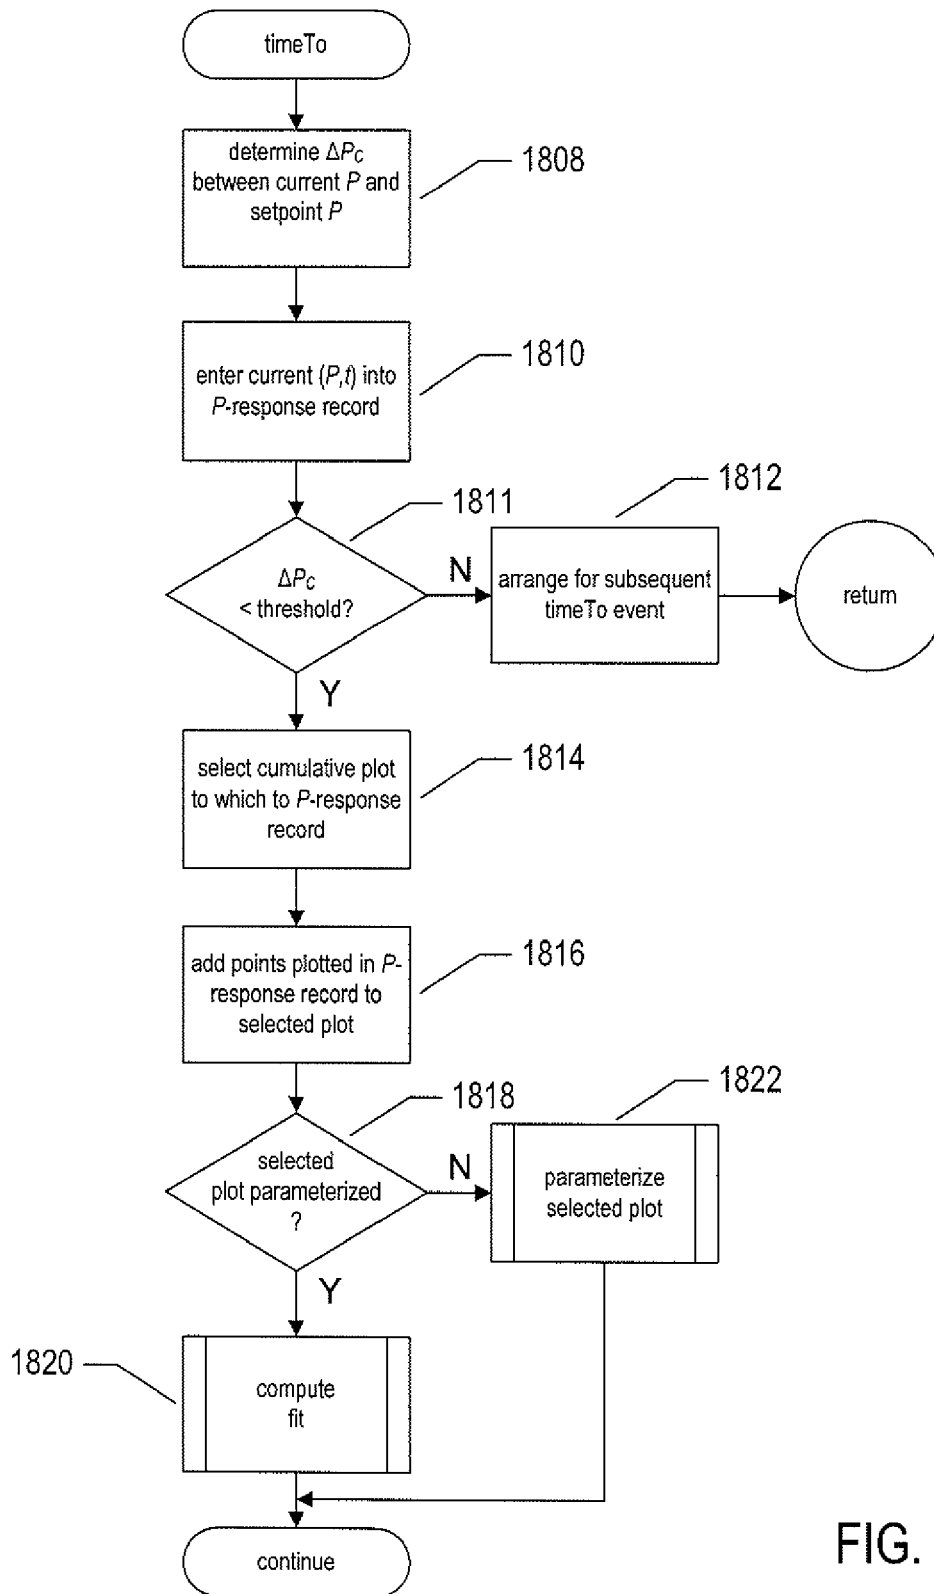 timeTo
determine ΔPC
between current P and
setpoint P
1808
enter current (P,t) into
P-response record
1810
ΔPC
< threshold?
1811
N
arrange for subsequent
timeTo event
1812
return
Y
select cumulative plot
to which to P-response
record
1814
add points plotted in P-
response record to
selected plot
1816
selected
plot parameterized
?
1818
N
parameterize
selected plot
1822
Y
compute
fit
1820
continue
FIG.